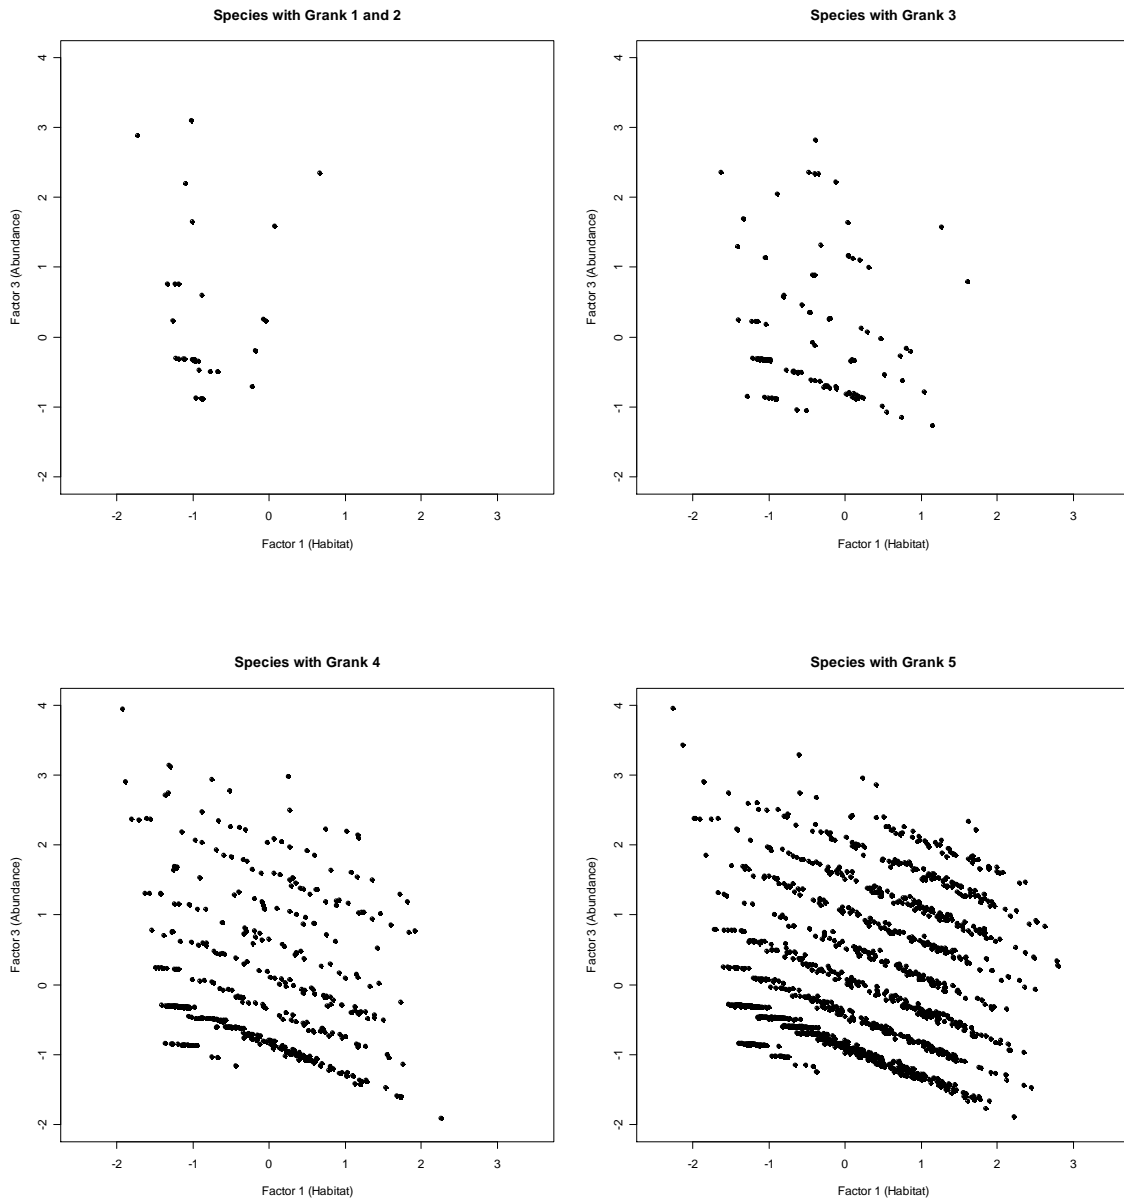 Species with Grank 1 and 2
Factor 3 (Abundance)
4
3
2
1
0
-1
-2
-2 -1 0 1 2 3
Factor 1 (Habitat)
Species with Grank 3
Factor 3 (Abundance)
4
3
2
1
0
-1
-2
-2 -1 0 1 2 3
Factor 1 (Habitat)
Species with Grank 4
Factor 3 (Abundance)
4
3
2
1
0
-1
-2
-2 -1 0 1 2 3
Factor 1 (Habitat)
Species with Grank 5
Factor 3 (Abundance)
4
3
2
1
0
-1
-2
-2 -1 0 1 2 3
Factor 1 (Habitat)